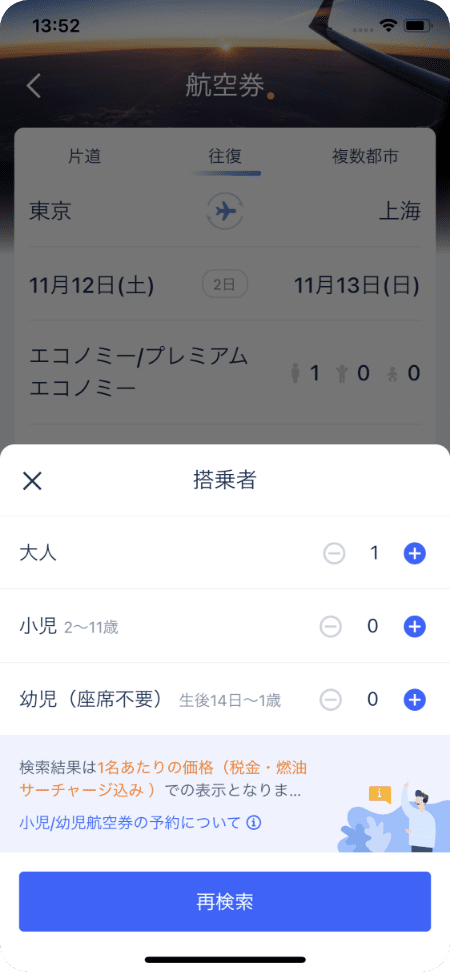 13:52
航空券
片道 往復 複数都市
東京 上海
11月12日(土) 2日 11月13日(日)
エコノミー/プレミアム
エコノミー 1 0 0
搭乗者
大人 1
小児 2〜11歳 0
幼児（座席不要） 生後14日〜1歳 0
検索結果は1名あたりの価格（税金・燃油
サーチャージ込み ）での表示となりま...
小児/幼児航空券の予約について
再検索